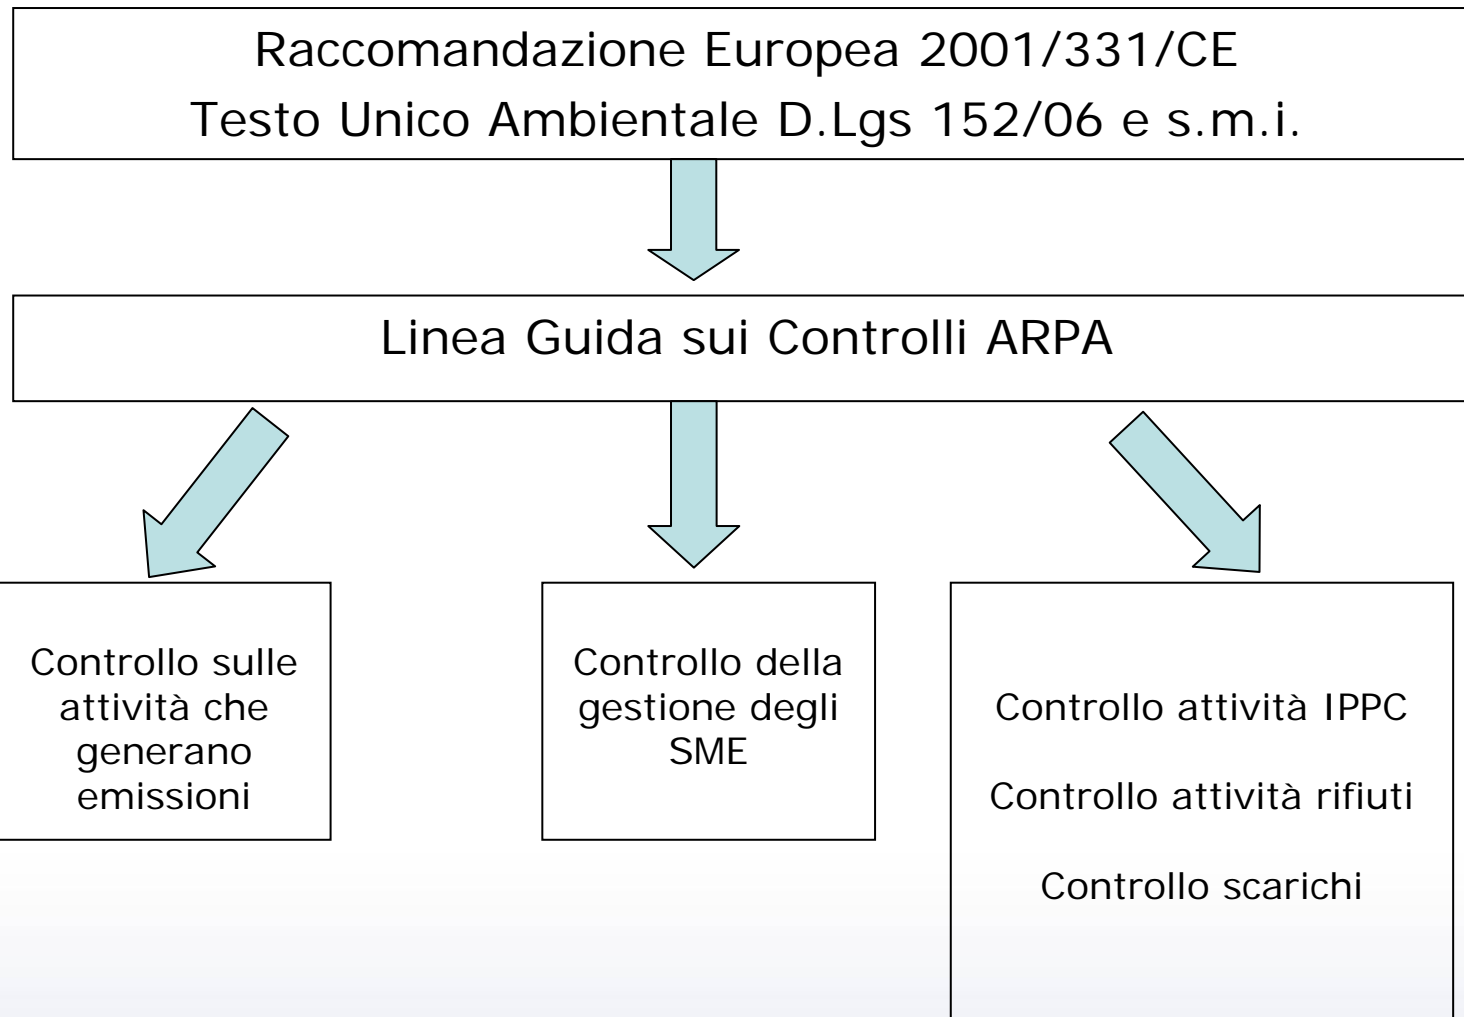 Raccomandazione Europea 2001/331/CE
Testo Unico Ambientale D.Lgs 152/06 e s.m.i.
Linea Guida sui Controlli ARPA
Controllo sulle
attività che
generano
emissioni
Controllo della
gestione degli
SME
Controllo attività IPPC
Controllo attività rifiuti
Controllo scarichi